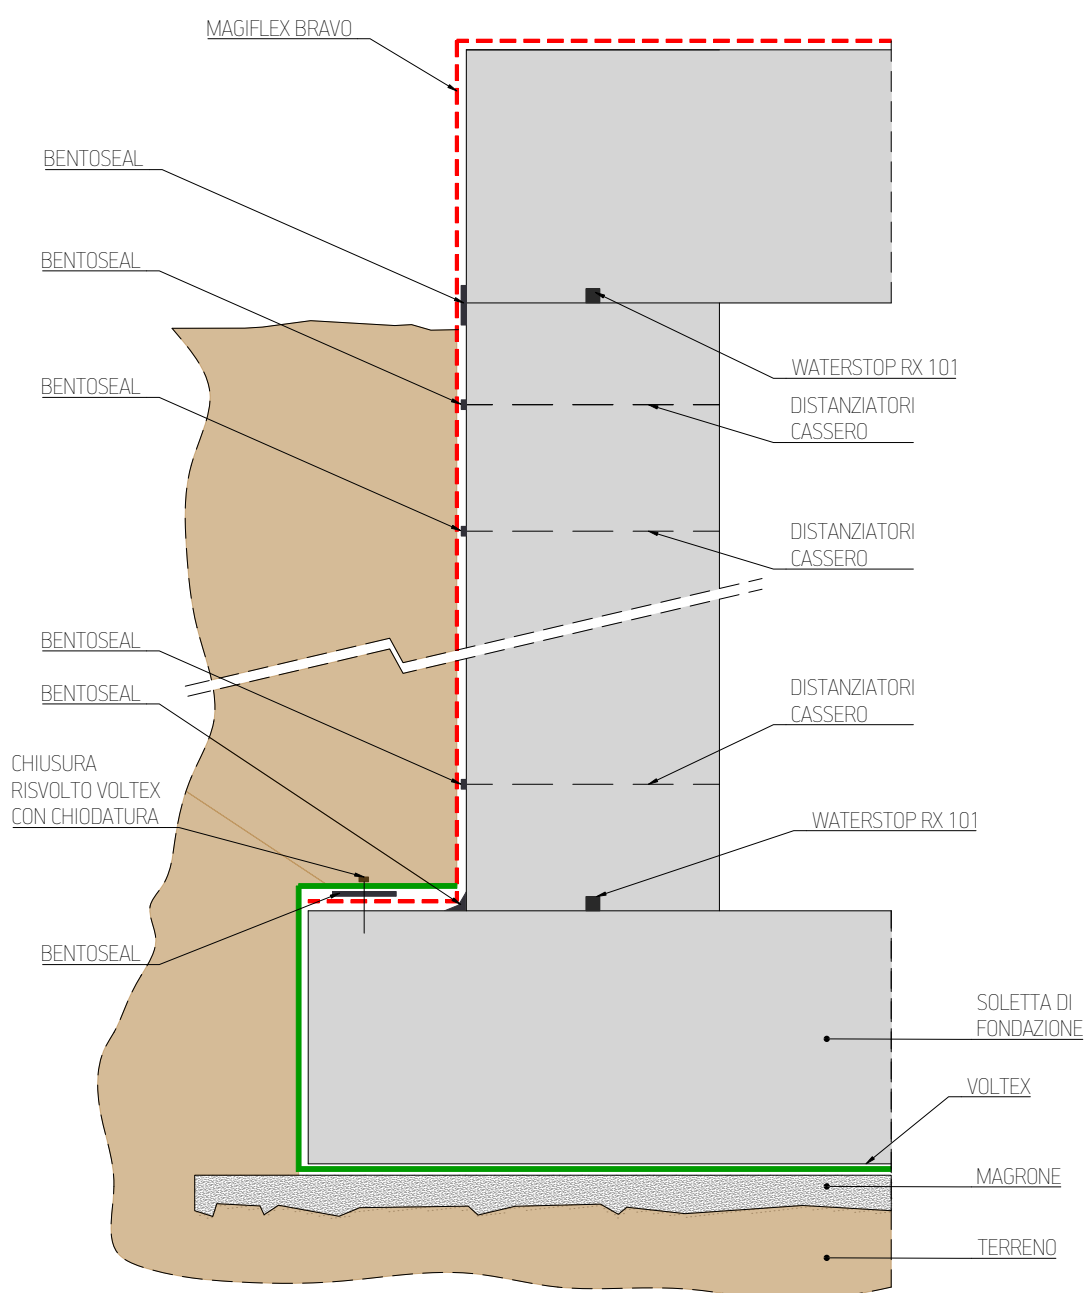 MAGIFLEX BRAVO
BENTOSEAL
BENTOSEAL
WATERSTOP RX 101
BENTOSEAL
DISTANZIATORI
CASSERO
DISTANZIATORI
CASSERO
BENTOSEAL
BENTOSEAL
DISTANZIATORI
CASSERO
CHIUSURA
RISVOLTO VOLTEX
CON CHIODATURA
WATERSTOP RX 101
BENTOSEAL
SOLETTA DI
FONDAZIONE
VOLTEX
MAGRONE
TERRENO